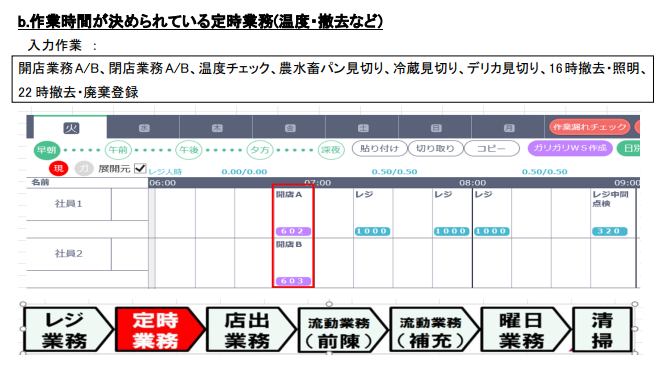 b.作業時間が決められている定時業務(温度・撤去など)
入力作業 :
開店業務A/B、閉店業務A/B、温度チェック、農水畜パン見切り、冷蔵見切り、デリカ見切り、16時撤去・照明、
22時撤去・廃棄登録
火 水 木 金 土 日 月 作業漏れチェック
早朝 午前 午後 夕方 深夜 貼り付け 切り取り コピー ガリガリWS作成 日別
現 力 展開元 レジ人時 0.00/0.00 0.50/0.50 0.50/0.50
名前 06:00 07:00 08:00 09:00
社員1 開店A レジ レジ レジ レジ中間点検
602 1000 1000 1000 320
社員2 開店B
603
レジ業務 定時業務 店出業務 流動業務(前陳) 流動業務(補充) 曜日業務 清掃